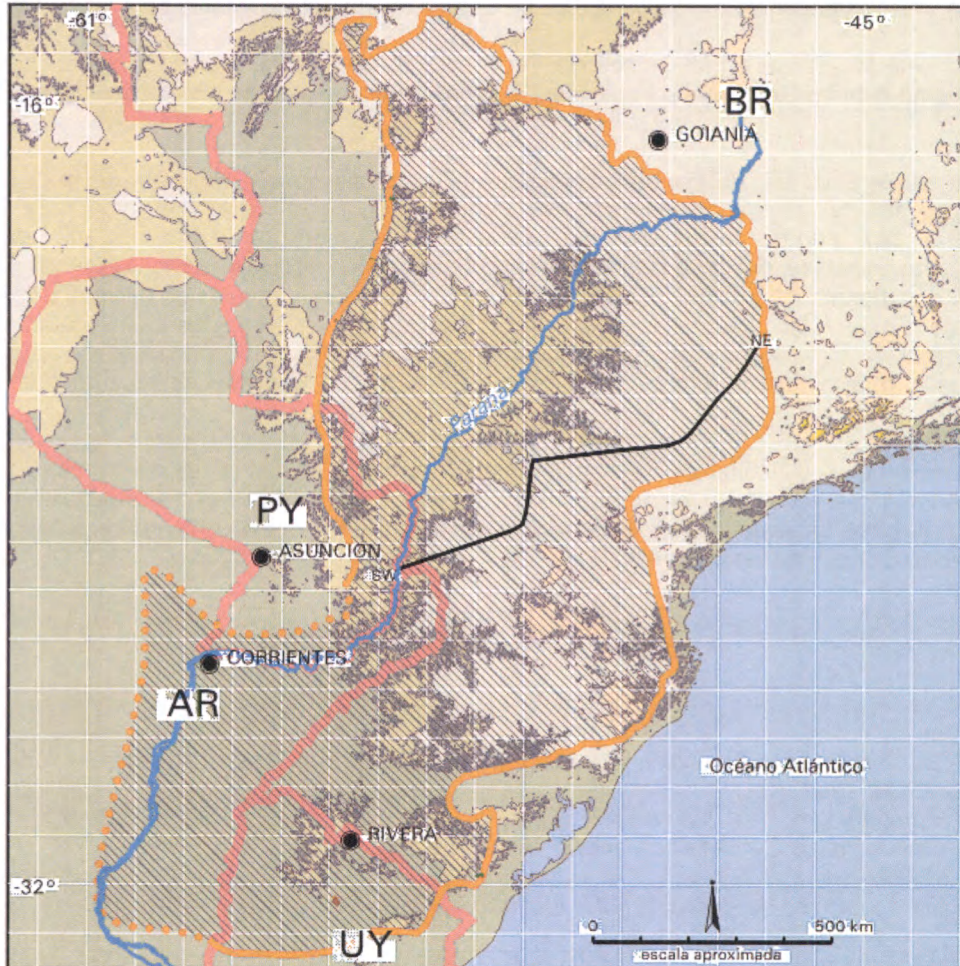 -61°
-45°
-16°
BR
GOIANIA
NE
Paraná
PY
ASUNCION
SW
CORRIENTES
AR
Océano Atlántico
RIVERA
-32°
0
500 km
UY
escala aproximada